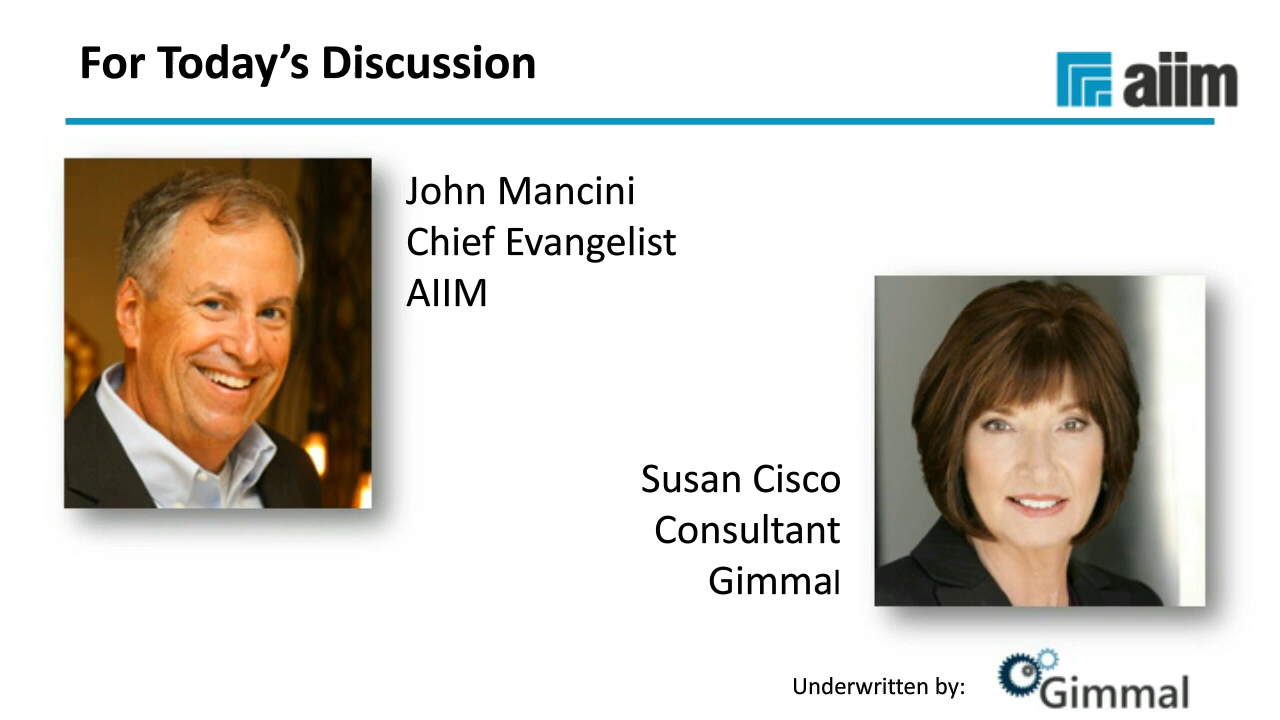 For Today’s Discussion
aiim
John Mancini
Chief Evangelist
AIIM
Susan Cisco
Consultant
Gimmal
Underwritten by:
Gimmal